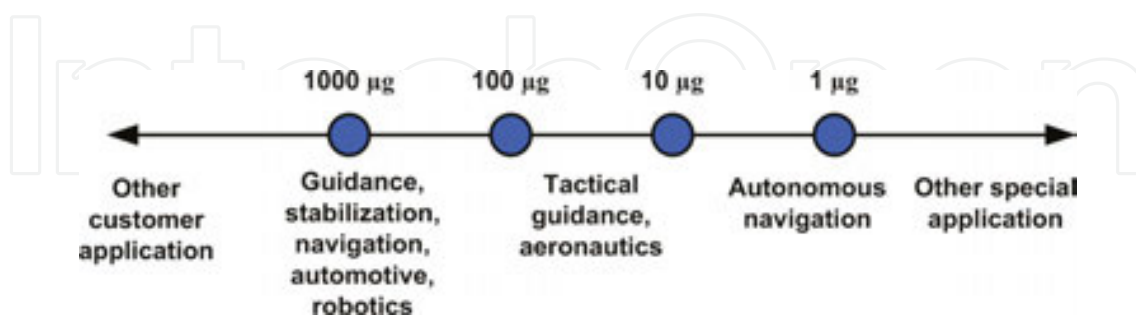 IntechOpen
1000 µg 100 µg 10 µg 1 µg
Other
customer
application
Guidance,
stabilization,
navigation,
automotive,
robotics
Tactical
guidance,
aeronautics
Autonomous
navigation
Other special
application